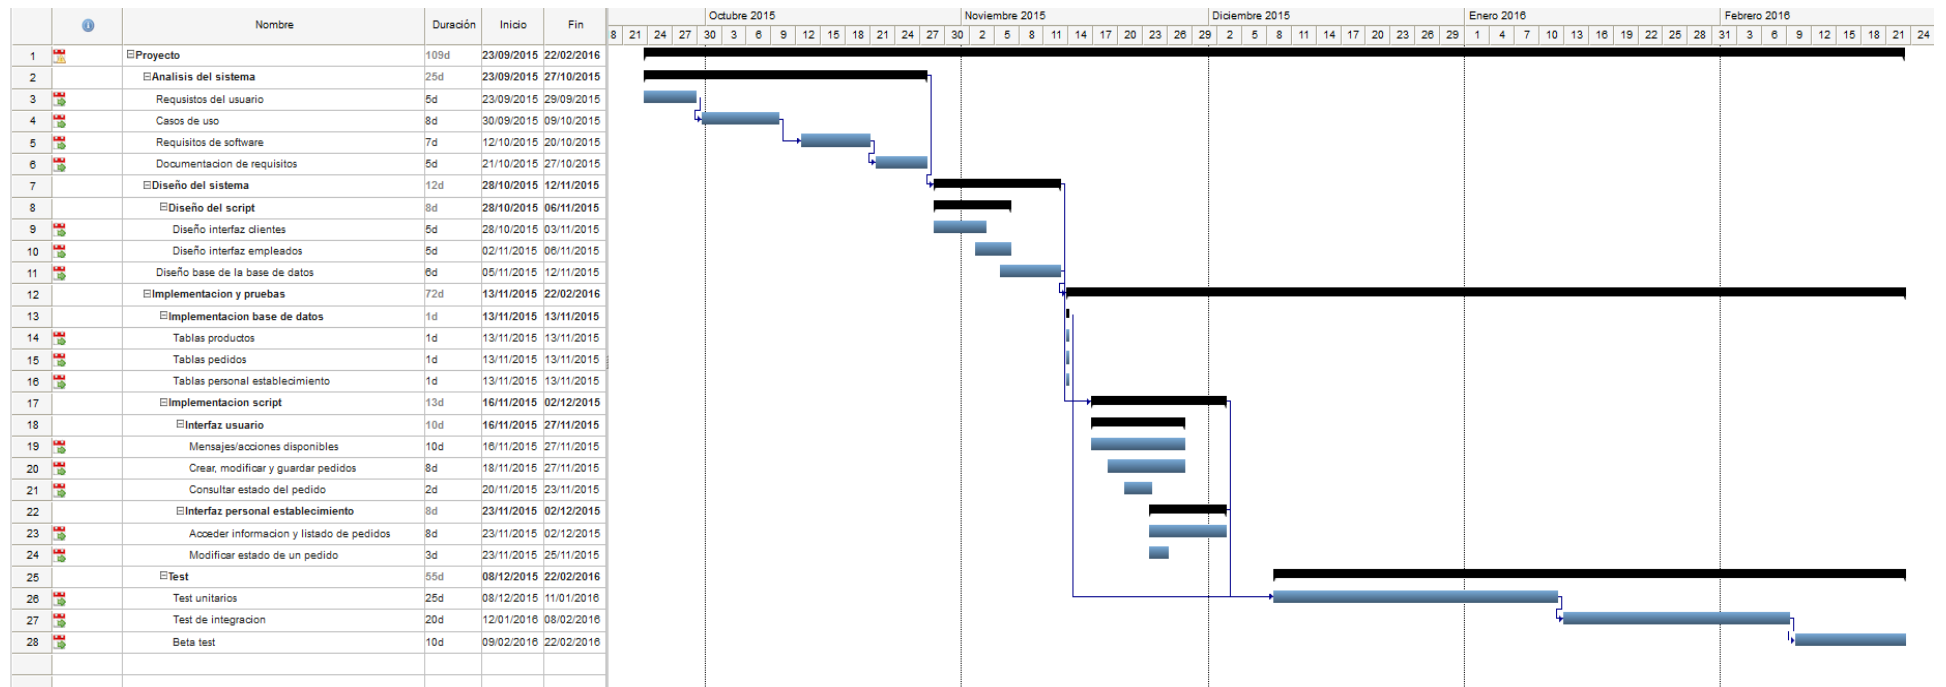 Nombre Duración Inicio Fin
Octubre 2015 Noviembre 2015 Diciembre 2015 Enero 2016 Febrero 2016
8 21 24 27 30 3 6 9 12 15 18 21 24 27 30 2 5 8 11 14 17 20 23 26 29 2 5 8 11 14 17 20 23 26 29 1 4 7 10 13 16 19 22 25 28 31 3 6 9 12 15 18 21 24
1 Proyecto 109d 23/09/2015 22/02/2016
2 Analisis del sistema 25d 23/09/2015 27/10/2015
3 Requsistos del usuario 5d 23/09/2015 29/09/2015
4 Casos de uso 8d 30/09/2015 09/10/2015
5 Requisitos de software 7d 12/10/2015 20/10/2015
6 Documentacion de requisitos 5d 21/10/2015 27/10/2015
7 Diseño del sistema 12d 28/10/2015 12/11/2015
8 Diseño del script 8d 28/10/2015 06/11/2015
9 Diseño interfaz clientes 5d 28/10/2015 03/11/2015
10 Diseño interfaz empleados 5d 02/11/2015 06/11/2015
11 Diseño base de la base de datos 6d 05/11/2015 12/11/2015
12 Implementacion y pruebas 72d 13/11/2015 22/02/2016
13 Implementacion base de datos 1d 13/11/2015 13/11/2015
14 Tablas productos 1d 13/11/2015 13/11/2015
15 Tablas pedidos 1d 13/11/2015 13/11/2015
16 Tablas personal establecimiento 1d 13/11/2015 13/11/2015
17 Implementacion script 13d 16/11/2015 02/12/2015
18 Interfaz usuario 10d 16/11/2015 27/11/2015
19 Mensajes/acciones disponibles 10d 16/11/2015 27/11/2015
20 Crear, modificar y guardar pedidos 8d 18/11/2015 27/11/2015
21 Consultar estado del pedido 2d 20/11/2015 23/11/2015
22 Interfaz personal establecimiento 8d 23/11/2015 02/12/2015
23 Acceder informacion y listado de pedidos 8d 23/11/2015 02/12/2015
24 Modificar estado de un pedido 3d 23/11/2015 25/11/2015
25 Test 55d 08/12/2015 22/02/2016
26 Test unitarios 25d 08/12/2015 11/01/2016
27 Test de integracion 20d 12/01/2016 08/02/2016
28 Beta test 10d 09/02/2016 22/02/2016